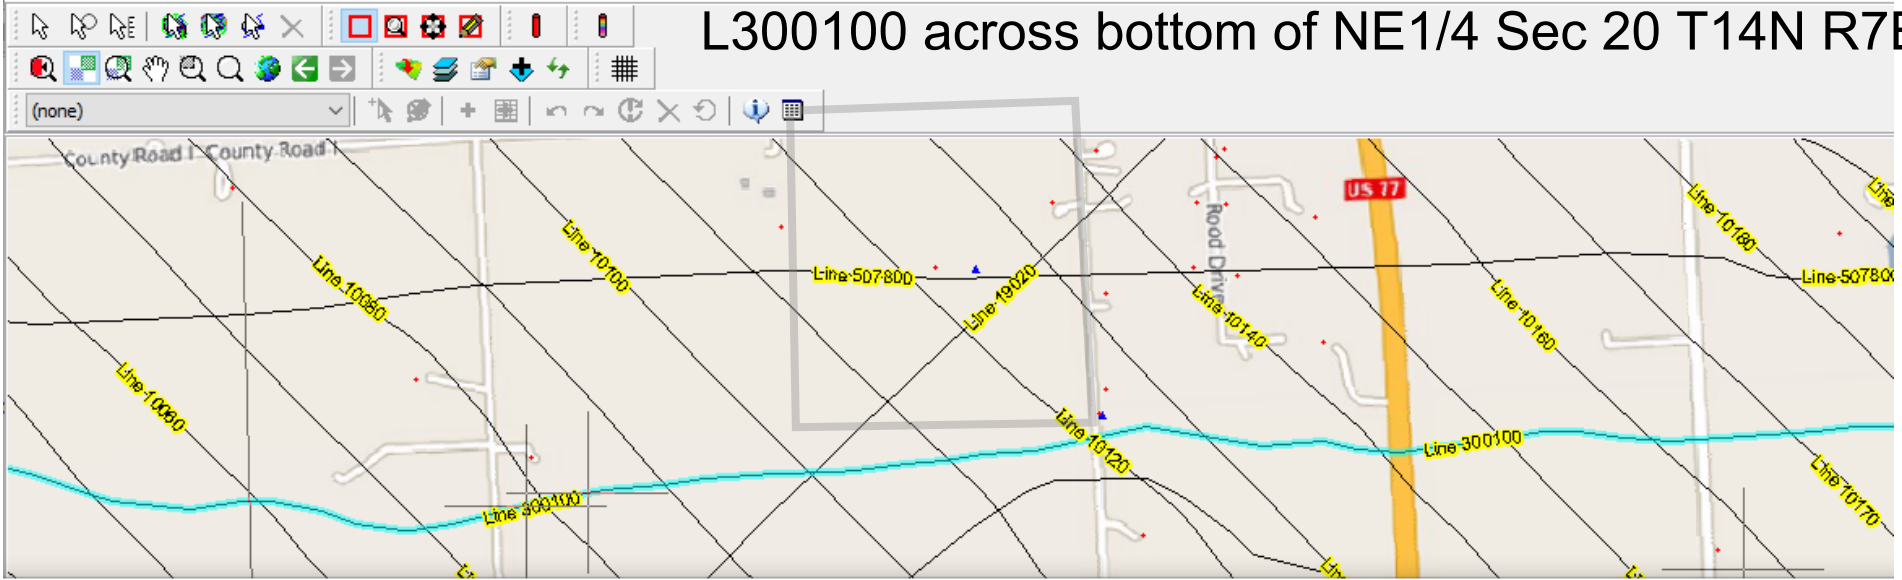 L300100 across bottom of NE1/4 Sec 20 T14N R7E
(none)
County Road I County Road I
US 77
Line 10180
Rood Drive
Line 10100
Line 10080
Line 507800
Line 19020
Line 507800
Line 10140
Line 10160
Line 10060
Line 10120
Line 300100
Line 10170
Line 300100